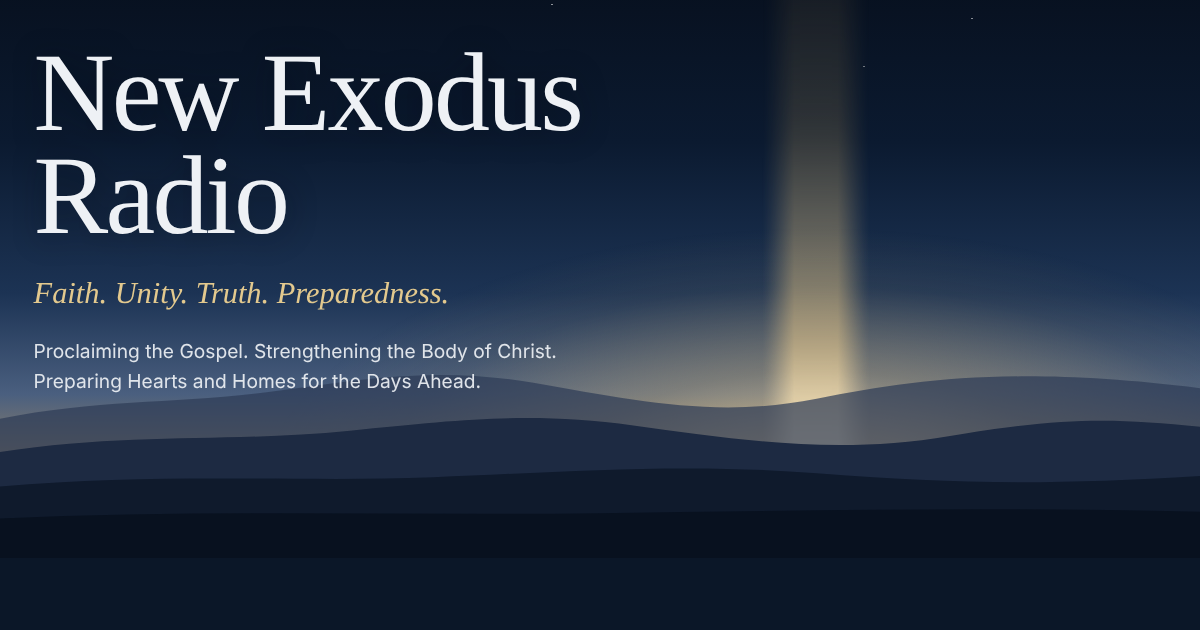 New Exodus
Radio
Faith. Unity. Truth. Preparedness.
Proclaiming the Gospel. Strengthening the Body of Christ.
Preparing Hearts and Homes for the Days Ahead.